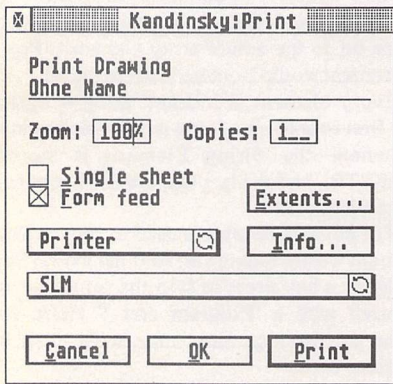 Kandinsky:Print
Print Drawing
Ohne Name
Zoom: 100% Copies: 1__
Single sheet
Form feed
Extents...
Printer
Info...
SLM
Cancel OK Print